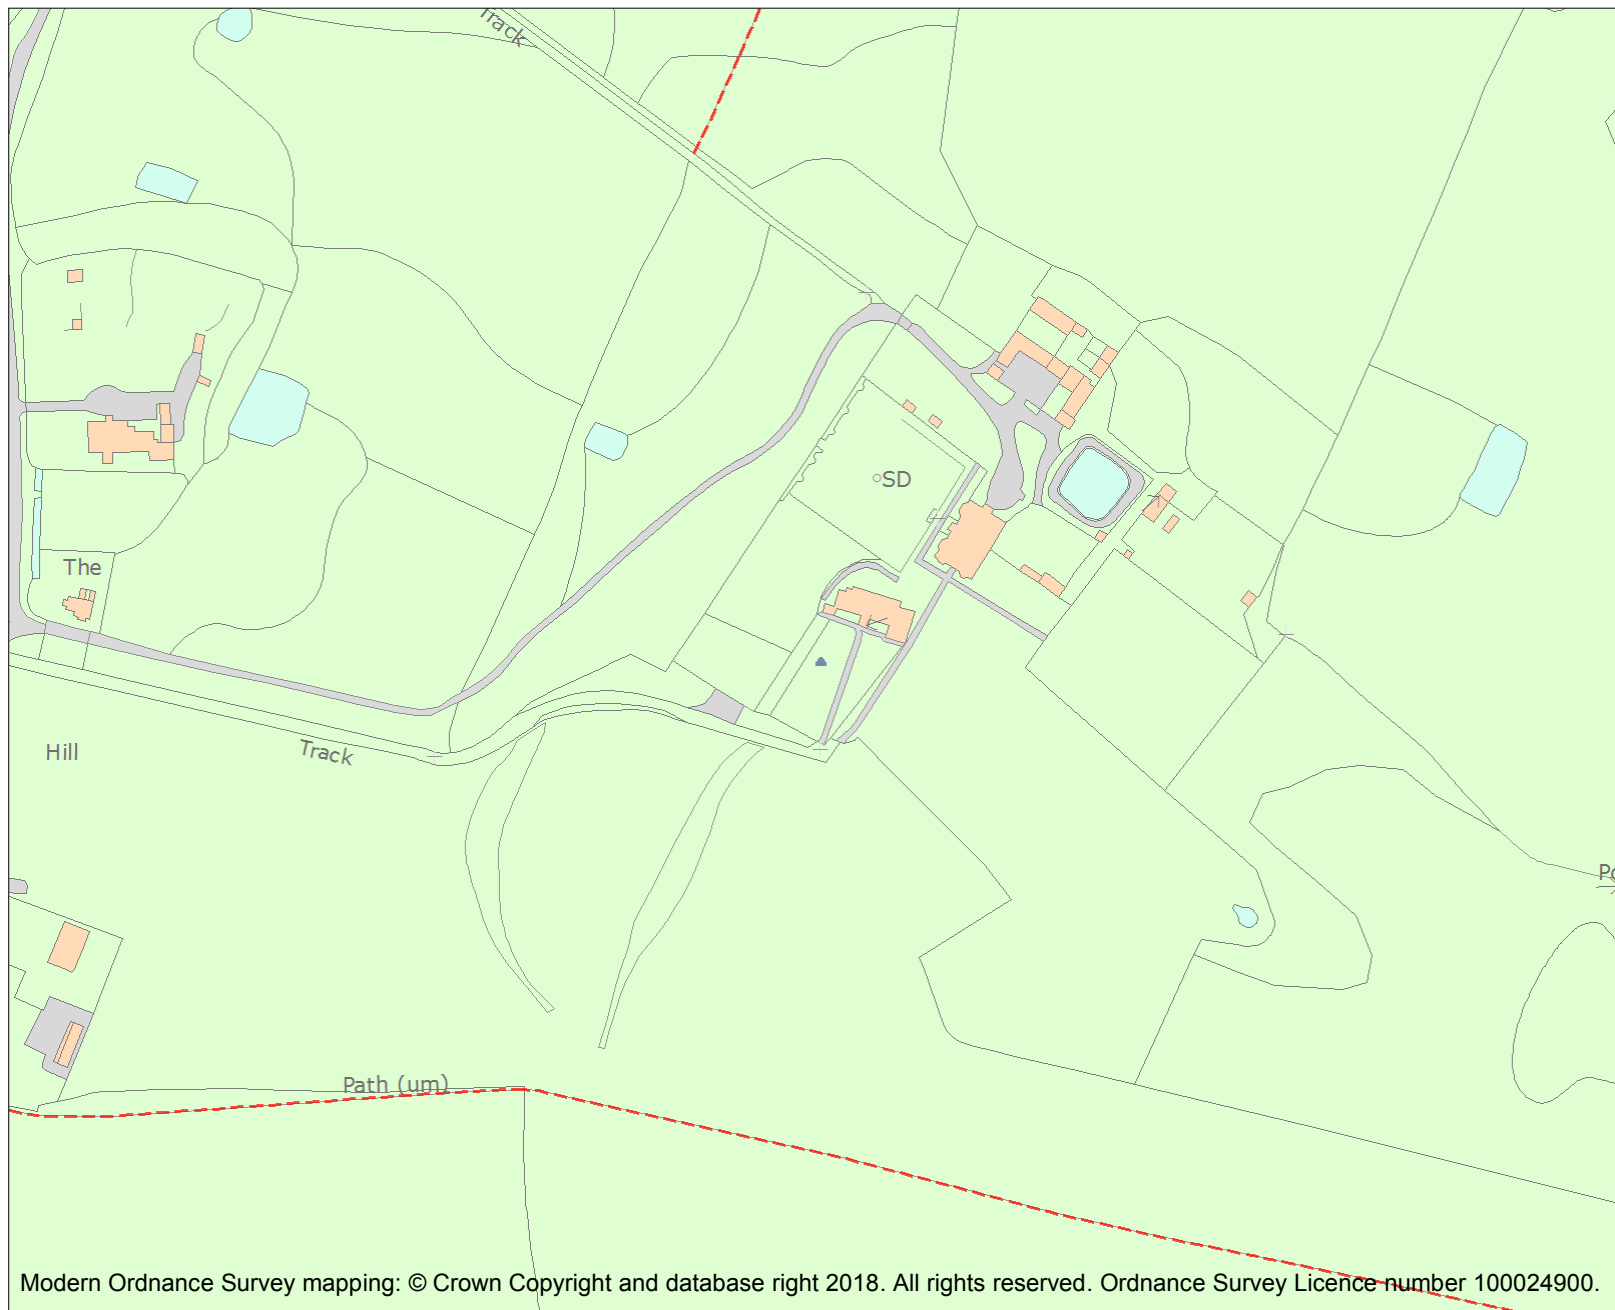 Track
SD
The
Hill
Track
Path (um)
Modern Ordnance Survey mapping: © Crown Copyright and database right 2018. All rights reserved. Ordnance Survey Licence number 100024900.